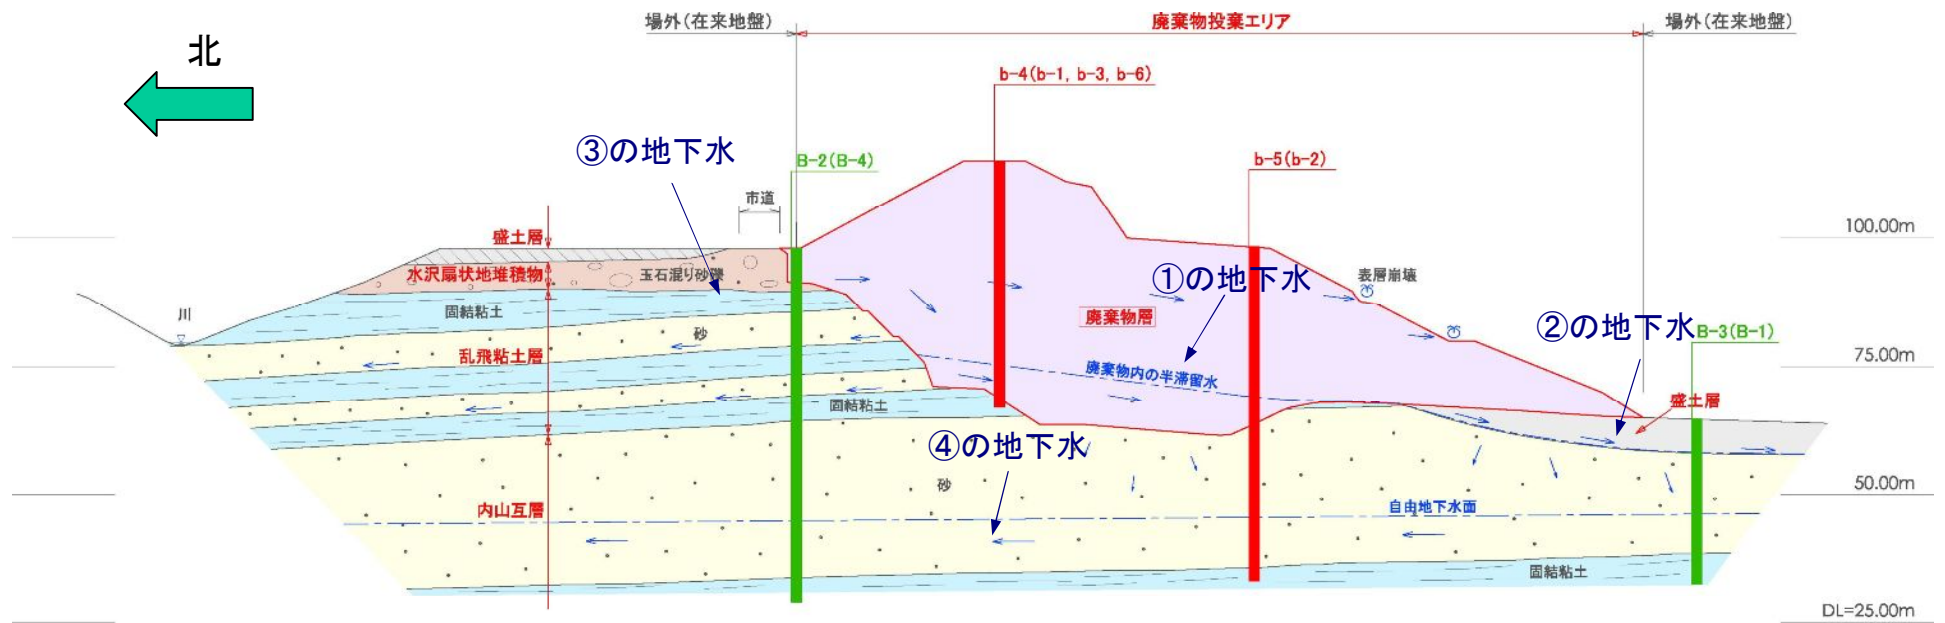 場外(在来地盤)
廃棄物投棄エリア
場外(在来地盤)
北
b-4(b-1, b-3, b-6)
③の地下水
B-2(B-4)
b-5(b-2)
市道
盛土層
100.00m
水沢扇状地堆積物
玉石混り砂礫
①の地下水
表層崩壊
川
固結粘土
廃棄物層
②の地下水
B-3(B-1)
砂
乱飛粘土層
75.00m
廃棄物内の半滞留水
固結粘土
盛土層
④の地下水
砂
50.00m
内山互層
自由地下水面
固結粘土
DL=25.00m